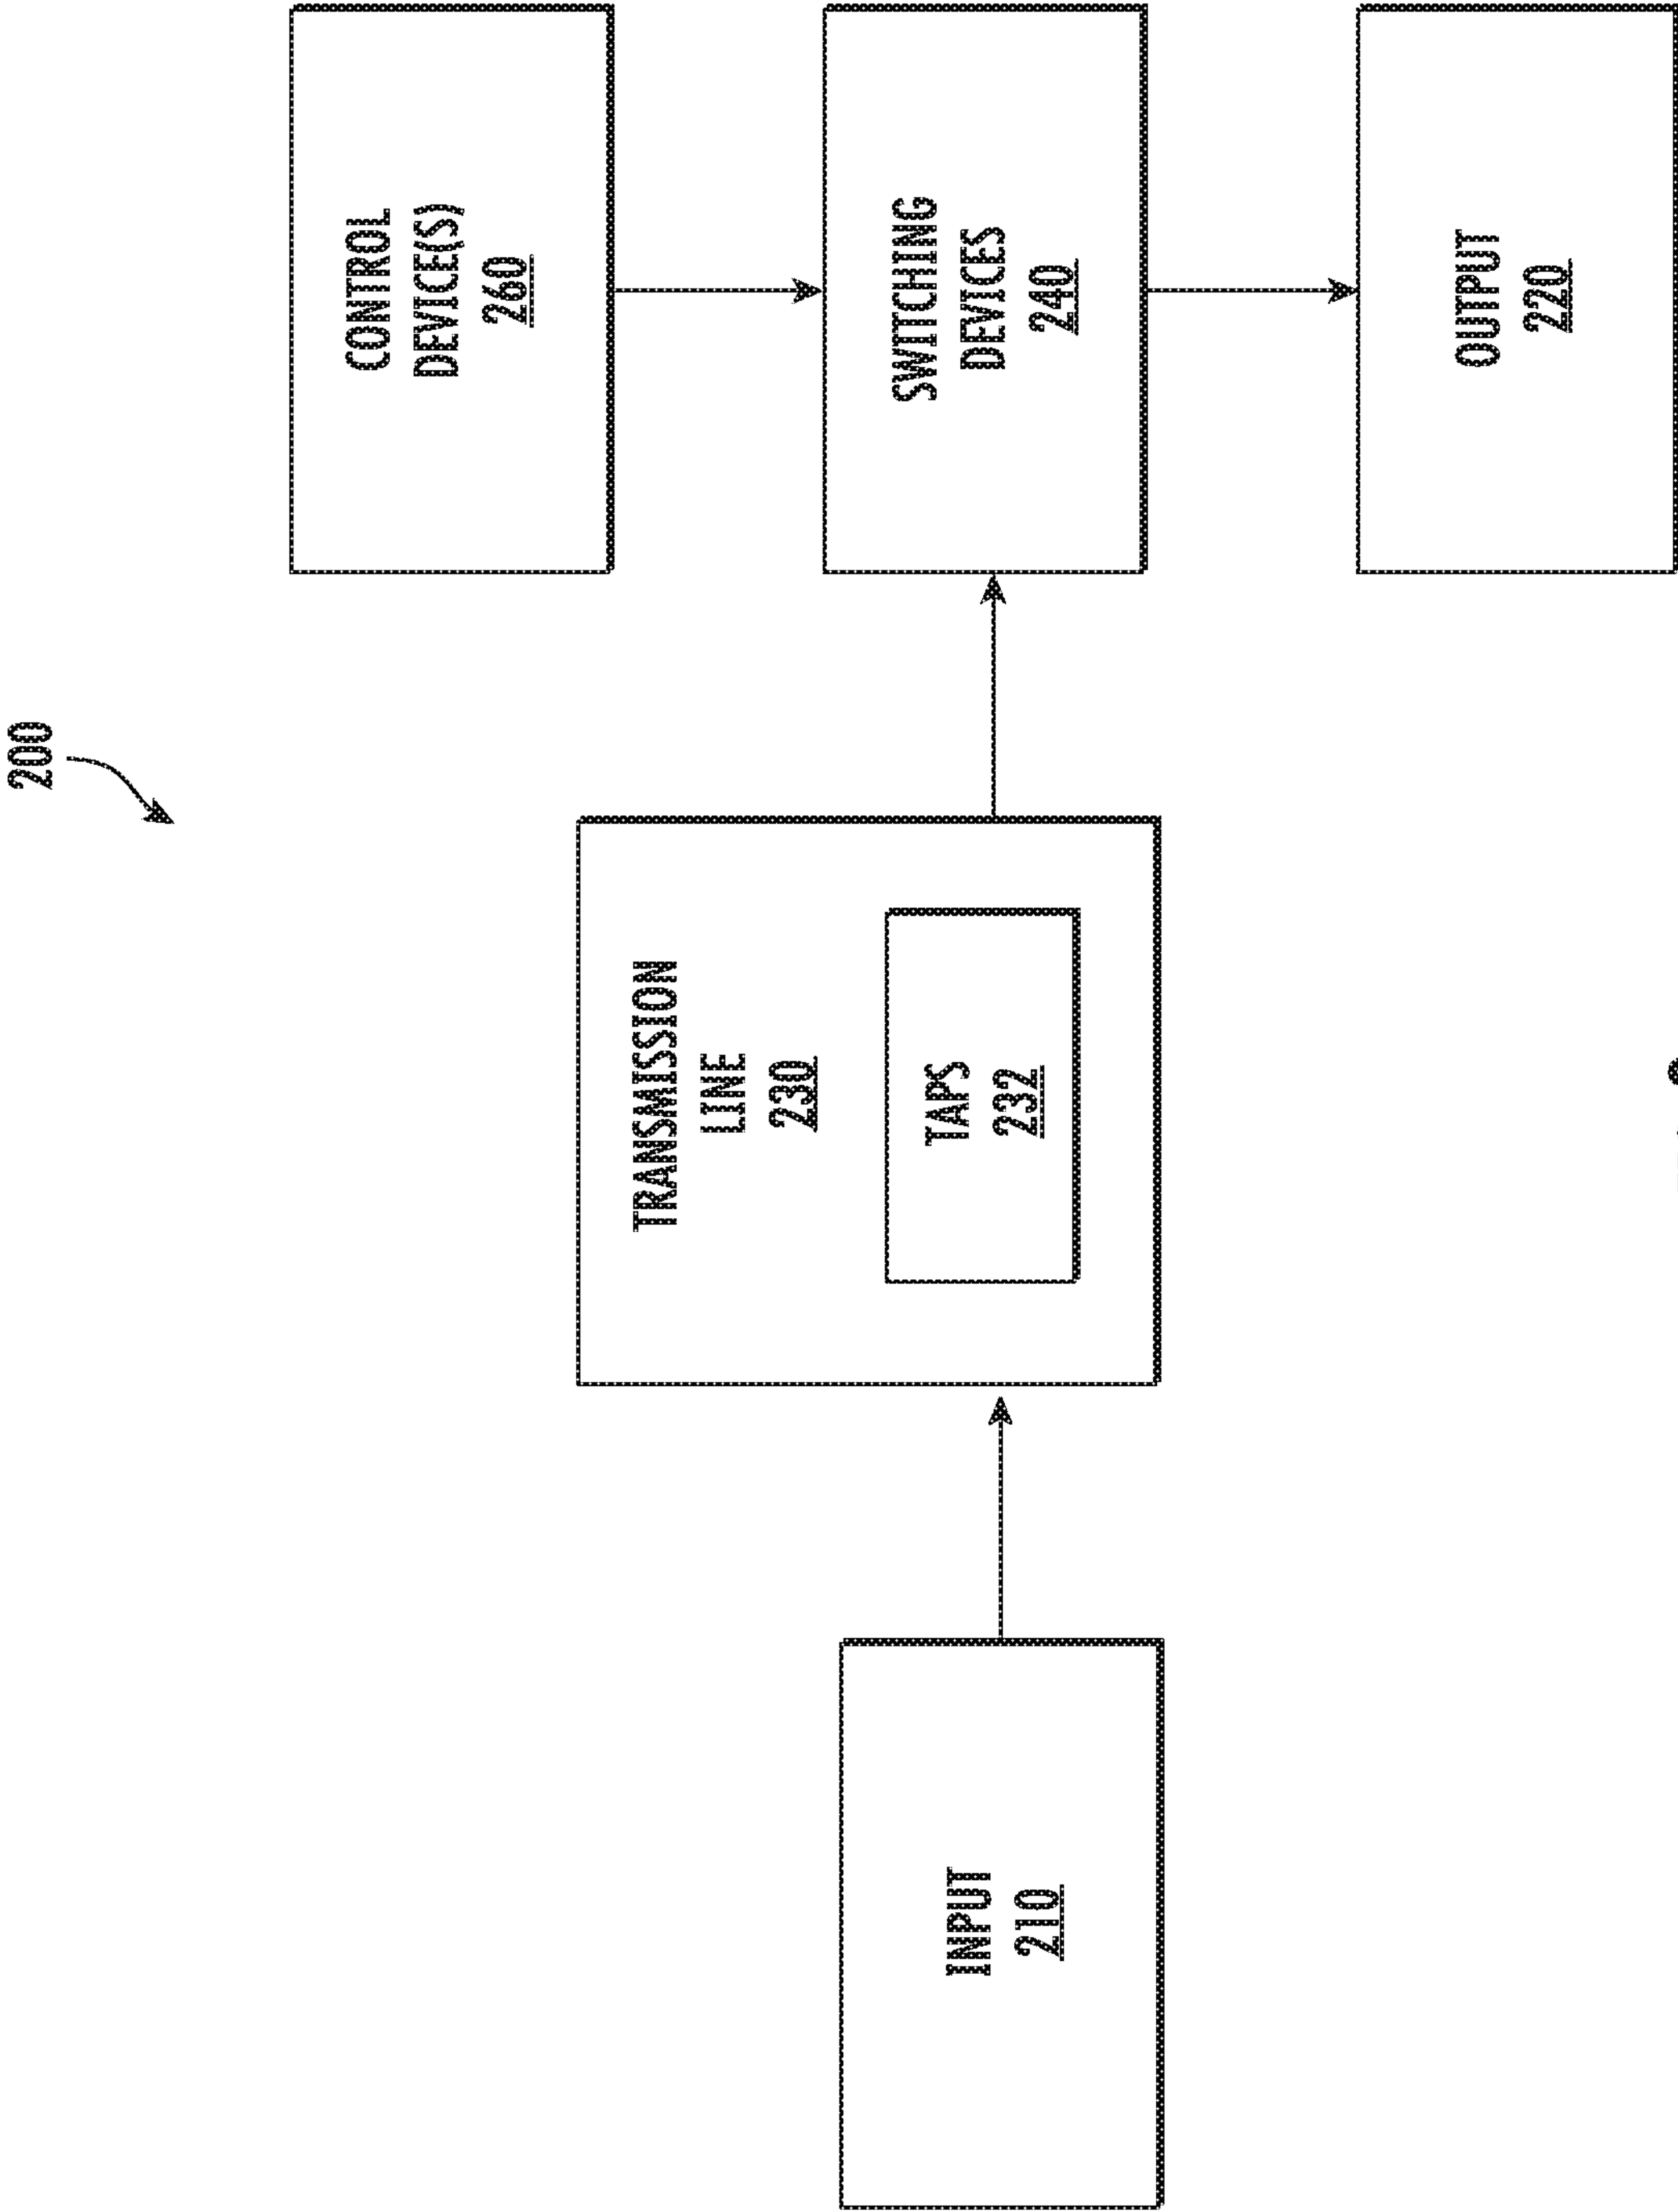 200
CONTROL
DEVICE(S)
260
INPUT
210
TRANSMISSION
LINE
230
TAPS
232
SWITCHING
DEVICES
240
OUTPUT
220